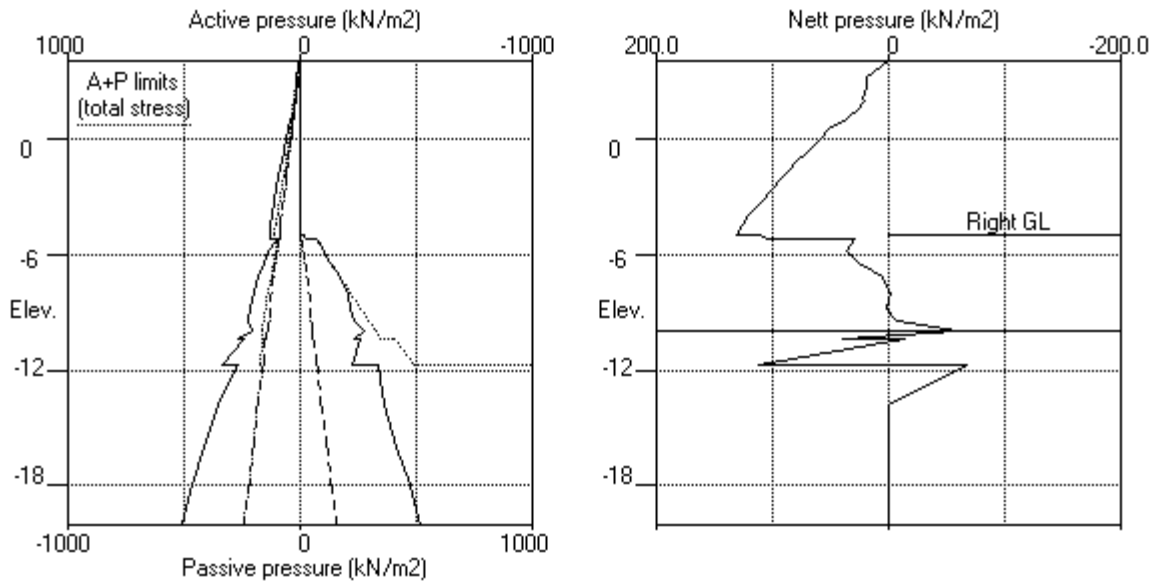 Active pressure (kN/m2)
1000 0 -1000
A+P limits
(total stress)
0
-6
Elev.
-12
-18
-1000 0 1000
Passive pressure (kN/m2)
Nett pressure (kN/m2)
200.0 0 -200.0
0
Right GL
-6
Elev.
-12
-18